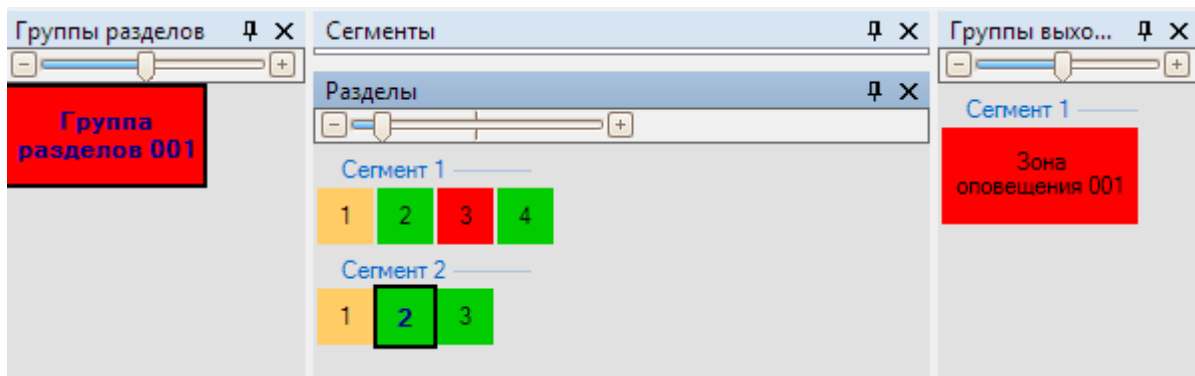 Группы разделов
Группа
разделов 001
Сегменты
Разделы
Сегмент 1
1 2 3 4
Сегмент 2
1 2 3
Группы выхо...
Сегмент 1
Зона
оповещения 001